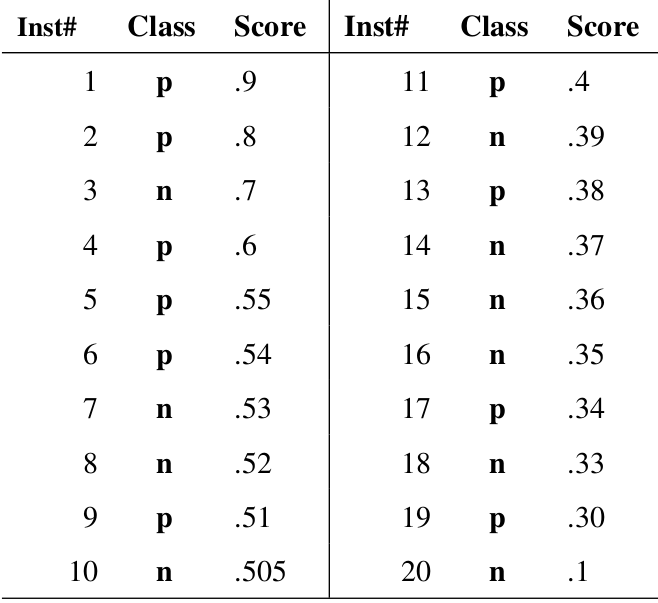 Inst# Class Score Inst# Class Score
1 p .9 11 p .4
2 p .8 12 n .39
3 n .7 13 p .38
4 p .6 14 n .37
5 p .55 15 n .36
6 p .54 16 n .35
7 n .53 17 p .34
8 n .52 18 n .33
9 p .51 19 p .30
10 n .505 20 n .1